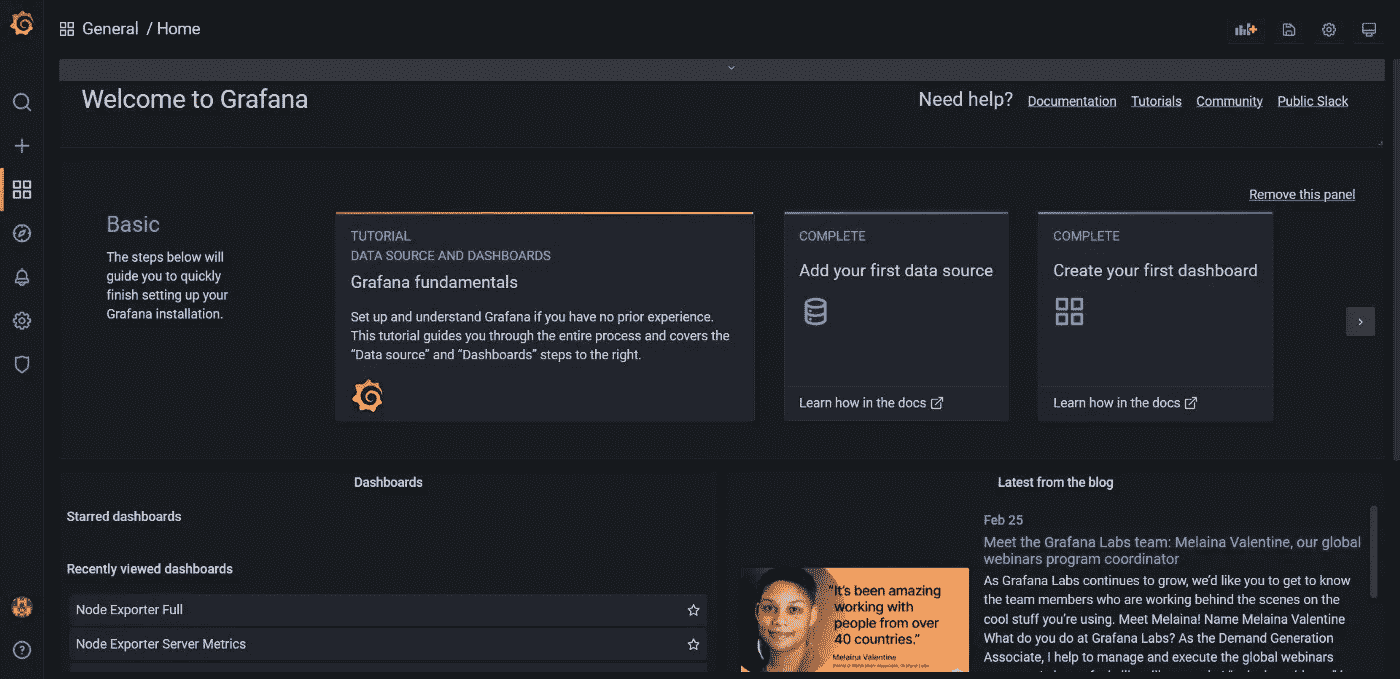 General / Home
Welcome to Grafana
Need help? Documentation Tutorials Community Public Slack
Remove this panel
Basic
The steps below will
guide you to quickly
finish setting up your
Grafana installation.
TUTORIAL
DATA SOURCE AND DASHBOARDS
Grafana fundamentals
Set up and understand Grafana if you have no prior experience.
This tutorial guides you through the entire process and covers the
“Data source” and “Dashboards” steps to the right.
COMPLETE
Add your first data source
Learn how in the docs
COMPLETE
Create your first dashboard
Learn how in the docs
Dashboards
Starred dashboards
Recently viewed dashboards
Node Exporter Full
Node Exporter Server Metrics
Latest from the blog
“It’s been amazing
working with
people from over
40 countries.”
Melaina Valentine
Feb 25
Meet the Grafana Labs team: Melaina Valentine, our global
webinars program coordinator
As Grafana Labs continues to grow, we’d like you to get to know
the team members who are working behind the scenes on the
cool stuff you’re using. Meet Melaina! Name Melaina Valentine
What do you do at Grafana Labs? As the Demand Generation
Associate, I help to manage and execute the global webinars